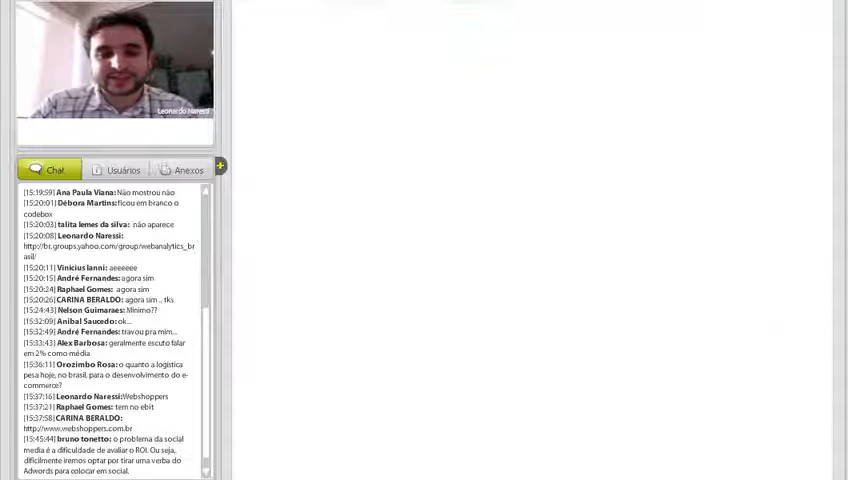 Leonardo Naressi
Chat
Usuários
Anexos
[15:19:59] Ana Paula Viana: Não mostrou não
[15:20:01] Débora Martins: ficou em branco o
codebox
[15:20:03] talita lemes da silva: não aparece
[15:20:08] Leonardo Naressi:
http://br.groups.yahoo.com/group/webanalytics_br
asil/
[15:20:11] Vinicius Ianni: aeeeeee
[15:20:15] André Fernandes: agora sim
[15:20:24] Raphael Gomes: agora sim
[15:20:26] CARINA BERALDO: agora sim .. tks
[15:24:43] Nelson Guimaraes: Mínimo??
[15:32:09] Anibal Saucedo: ok...
[15:32:49] André Fernandes: travou pra mim...
[15:33:43] Alex Barbosa: geralmente escuto falar
em 2% como média
[15:36:11] Orozimbo Rosa: o quanto a logística
pesa hoje, no brasil, para o desenvolvimento do e-
commerce?
[15:37:16] Leonardo Naressi: Webshoppers
[15:37:21] Raphael Gomes: tem no ebit
[15:37:58] CARINA BERALDO:
http://www.webshoppers.com.br
[15:45:44] bruno tonetto: o problema da social
media é a dificuldade de avaliar o ROI. Ou seja,
dificilmente iremos optar por tirar uma verba do
Adwords para colocar em social.